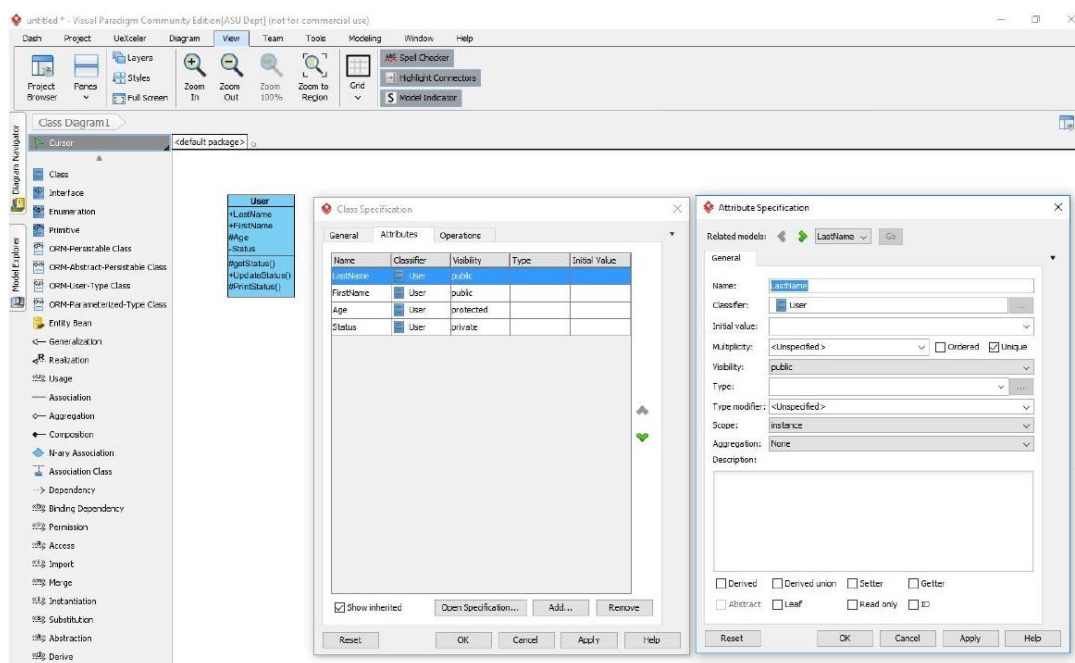 untitled * - Visual Paradigm Community Edition[ASU Dept] (not for commercial use)
Dash Project UeXceler Diagram View Team Tools Modeling Window Help
Project Browser
Panes
Layers
Styles
Full Screen
Zoom In
Zoom Out
Zoom 100%
Zoom to Region
Grid
Spell Checker
Highlight Connectors
Model Indicator
Class Diagram1
Diagram Navigator
Model Explorer
Cursor
Class
Interface
Enumeration
Primitive
ORM-Persistable Class
ORM-Abstract-Persistable Class
ORM-User-Type Class
ORM-Parameterized-Type Class
Entity Bean
Generalization
Realization
Usage
Association
Aggregation
Composition
N-ary Association
Association Class
Dependency
Binding Dependency
Permission
Access
Import
Merge
Instantiation
Substitution
Abstraction
Derive
<default package>
User
+LastName
+FirstName
#Age
-Status
#getStatus()
+UpdateStatus()
#PrintStatus()
Class Specification
General Attributes Operations
Name Classifier Visibility Type Initial Value
LastName User public
FirstName User public
Age User protected
Status User private
Show inherited Open Specification... Add... Remove
Reset OK Cancel Apply Help
Attribute Specification
Related models: LastName Go
General
Name: LastName
Classifier: User ...
Initial value:
Multiplicity: <Unspecified> Ordered Unique
Visibility: public
Type: ...
Type modifier: <Unspecified>
Scope: instance
Aggregation: None
Description:
Derived Derived union Setter Getter
Abstract Leaf Read only ID
Reset OK Cancel Apply Help